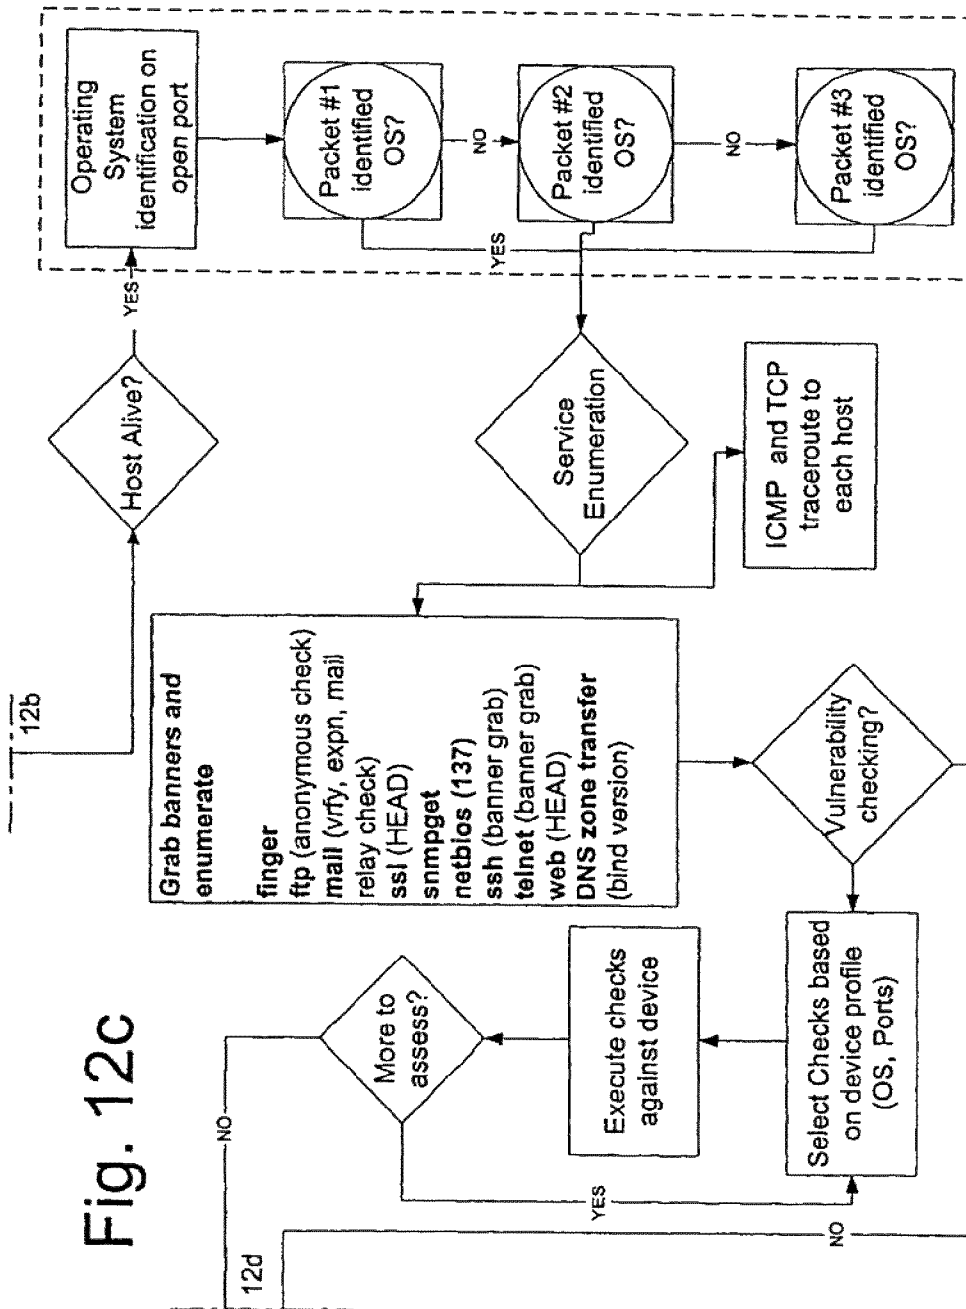 Fig. 12c
12b
Host Alive?
YES
Operating
System
identification on
open port
Packet #1
identified
OS?
NO
Packet #2
identified
OS?
NO
Packet #3
identified
OS?
YES
Service
Enumeration
ICMP and TCP
traceroute to
each host
Grab banners and
enumerate
finger
ftp (anonymous check)
mail (vrfy, expn, mail
relay check)
ssl (HEAD)
snmpget
netbios (137)
ssh (banner grab)
telnet (banner grab)
web (HEAD)
DNS zone transfer
(bind version)
Vulnerability
checking?
Select Checks based
on device profile
(OS, Ports)
Execute checks
against device
More to
assess?
YES
NO
NO
12d